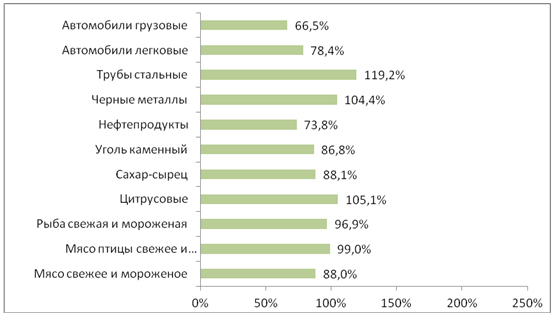 Автомобили грузовые 66,5%
Автомобили легковые 78,4%
Трубы стальные 119,2%
Черные металлы 104,4%
Нефтепродукты 73,8%
Уголь каменный 86,8%
Сахар-сырец 88,1%
Цитрусовые 105,1%
Рыба свежая и мороженая 96,9%
Мясо птицы свежее и... 99,0%
Мясо свежее и мороженое 88,0%
0% 50% 100% 150% 200% 250%